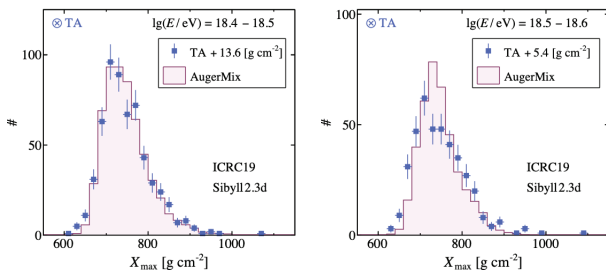 ⊗ TA
lg(E/eV) = 18.4 − 18.5
TA + 13.6 [g cm⁻²]
AugerMix
ICRC19
Sibyll2.3d
#
100
50
0
600
800
1000
Xmax [g cm⁻²]
⊗ TA
lg(E/eV) = 18.5 − 18.6
TA + 5.4 [g cm⁻²]
AugerMix
ICRC19
Sibyll2.3d
#
100
50
0
600
800
1000
Xmax [g cm⁻²]